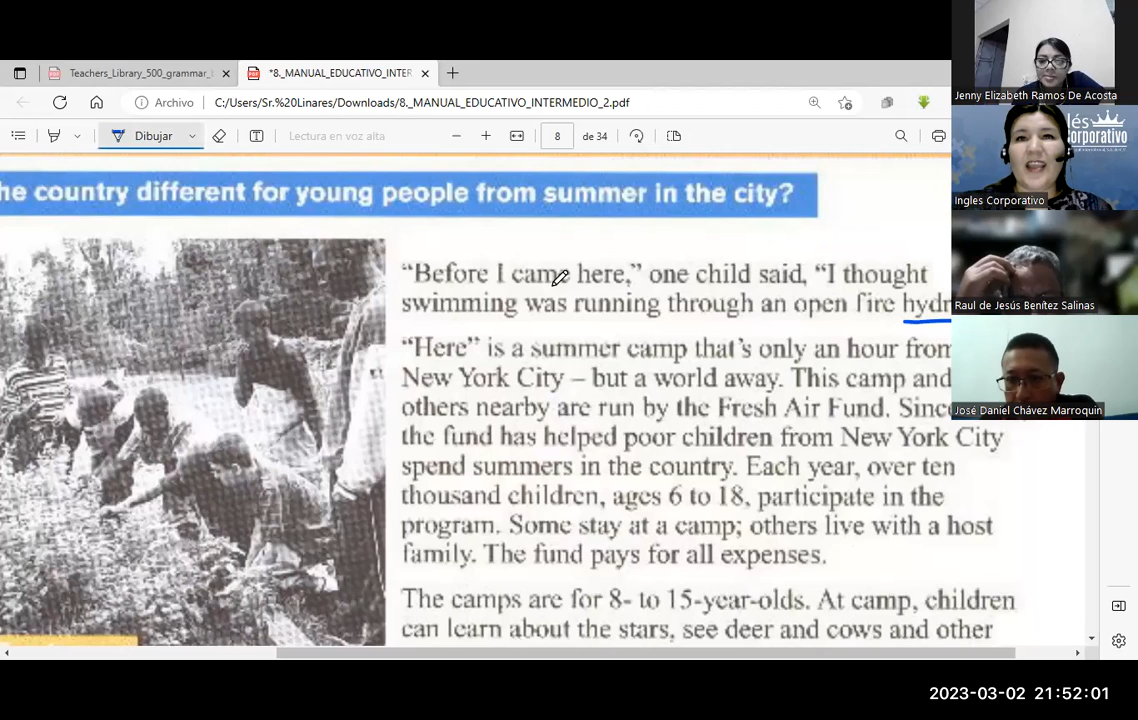 Teachers_Library_500_grammar_
*8._MANUAL_EDUCATIVO_INTER
Archivo
C:/Users/Sr.%20Linares/Downloads/8._MANUAL_EDUCATIVO_INTERMEDIO_2.pdf
Dibujar
Lectura en voz alta
8
de 34
he country different for young people from summer in the city?
“Before I came here,” one child said, “I thought
swimming was running through an open fire hydr
“Here” is a summer camp that’s only an hour from
New York City – but a world away. This camp and
others nearby are run by the Fresh Air Fund. Since
the fund has helped poor children from New York City
spend summers in the country. Each year, over ten
thousand children, ages 6 to 18, participate in the
program. Some stay at a camp; others live with a host
family. The fund pays for all expenses.
The camps are for 8- to 15-year-olds. At camp, children
can learn about the stars, see deer and cows and other
Jenny Elizabeth Ramos De Acosta
lés
orporativo
Ingles Corporativo
Raul de Jesús Benítez Salinas
José Daniel Chávez Marroquin
2023-03-02 21:52:01